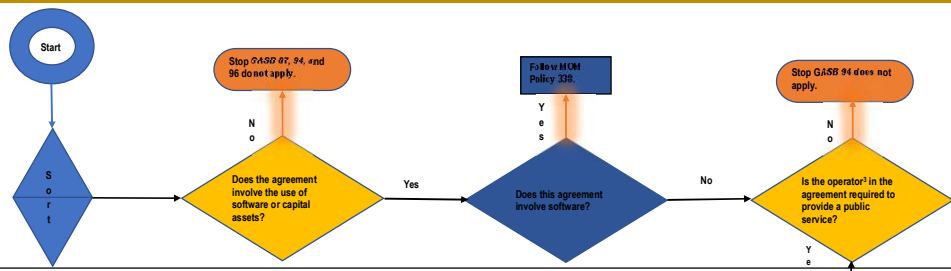 Start
Stop GASB 87, 94, and
96 do not apply.
Follow MOM
Policy 338.
Stop GASB 94 does not
apply.
N
o
Y
e
s
N
o
S
o
r
t
Does the agreement
involve the use of
software or capital
assets?
Yes
Does this agreement
involve software?
No
Is the operator³ in the
agreement required to
provide a public
service?
Y
e